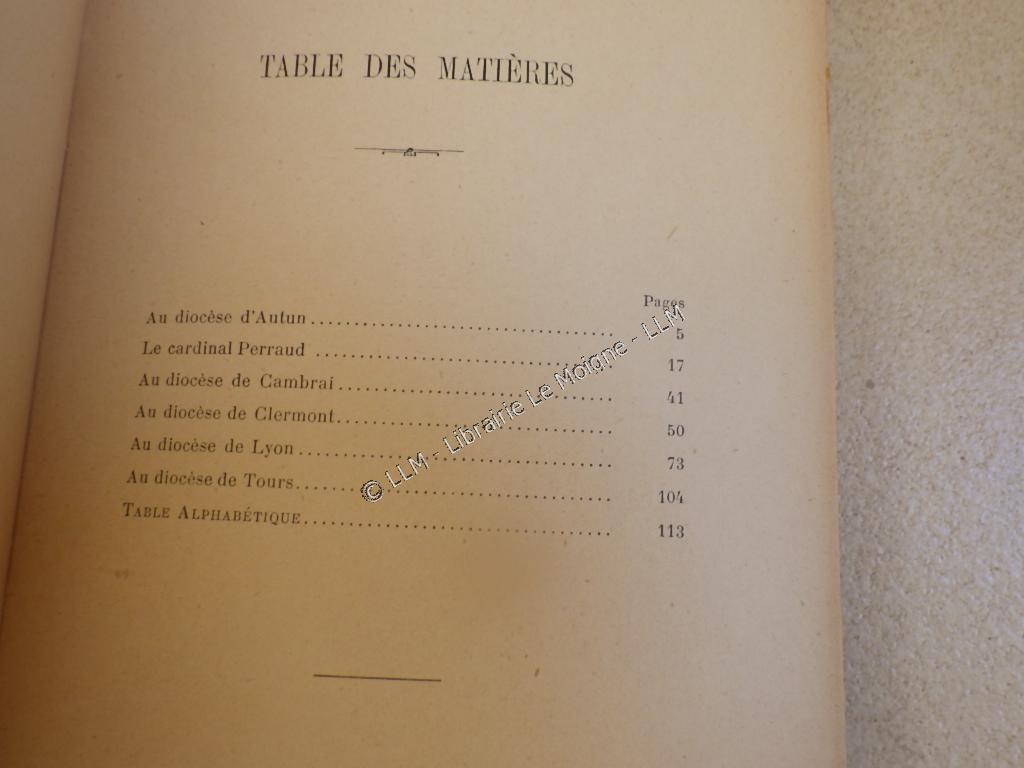 TABLE DES MATIÈRES
Pages
Au diocèse d'Autun........................................ 5
Le cardinal Perraud ........................................ 17
Au diocèse de Cambrai........................................ 41
Au diocèse de Clermont........................................ 50
Au diocèse de Lyon........................................ 73
Au diocèse de Tours........................................ 104
TABLE ALPHABÉTIQUE........................................ 113
© LLM - Librairie Le Moigne - LLM